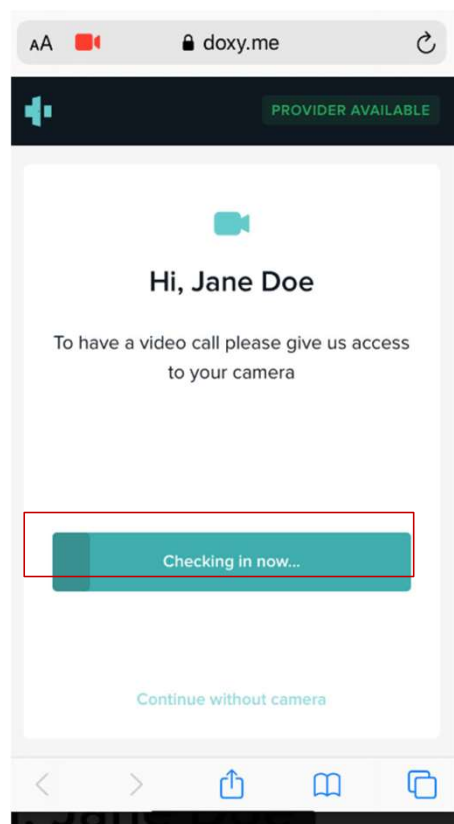 AA doxy.me
PROVIDER AVAILABLE
Hi, Jane Doe
To have a video call please give us access
to your camera
Checking in now...
Continue without camera